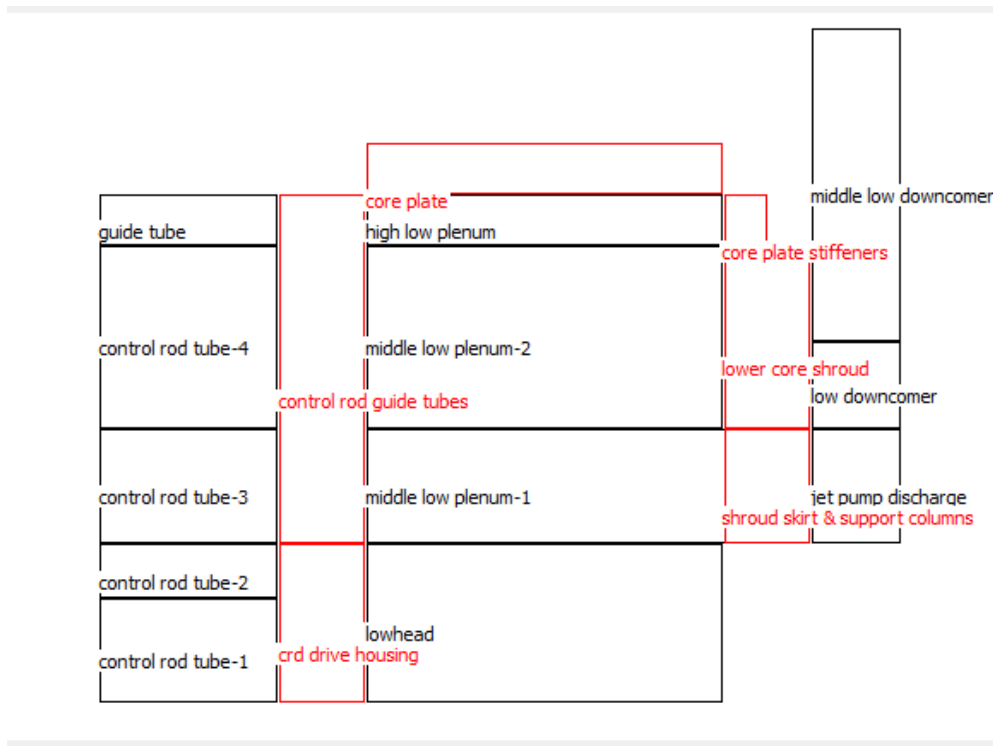 middle low downcomer
core plate
guide tube
high low plenum
core plate stiffeners
control rod tube-4
middle low plenum-2
lower core shroud
low downcomer
control rod guide tubes
control rod tube-3
middle low plenum-1
jet pump discharge
shroud skirt & support columns
control rod tube-2
lowhead
crd drive housing
control rod tube-1